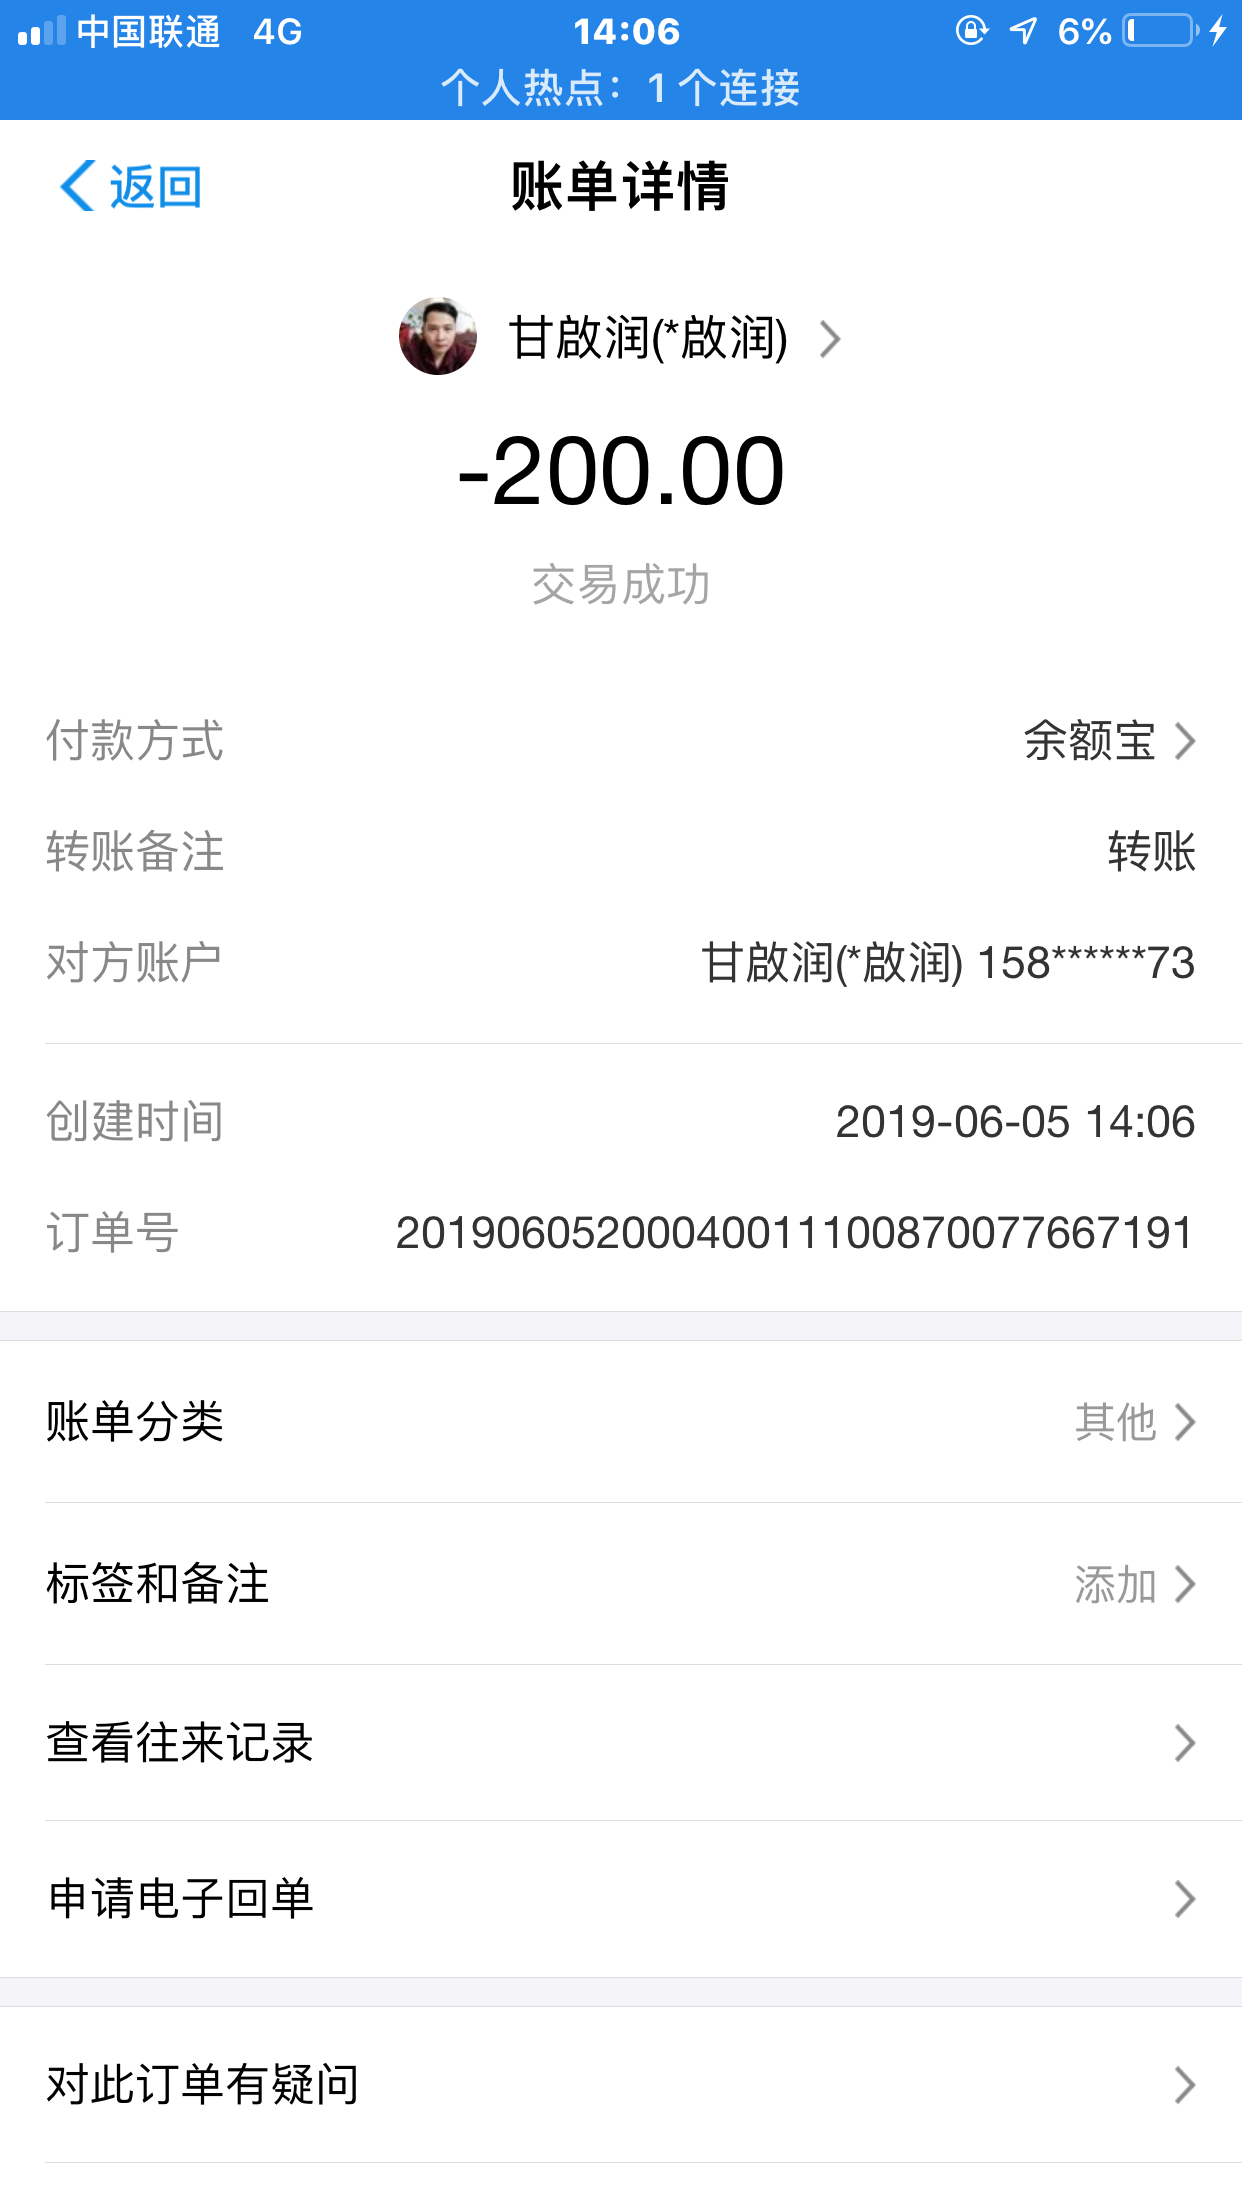 中国联通 4G 14:06 6%
个人热点：1 个连接
返回 账单详情
甘啟润(*啟润)
-200.00
交易成功
付款方式 余额宝
转账备注 转账
对方账户 甘啟润(*啟润) 158******73
创建时间 2019-06-05 14:06
订单号 20190605200040011100870077667191
账单分类 其他
标签和备注 添加
查看往来记录
申请电子回单
对此订单有疑问